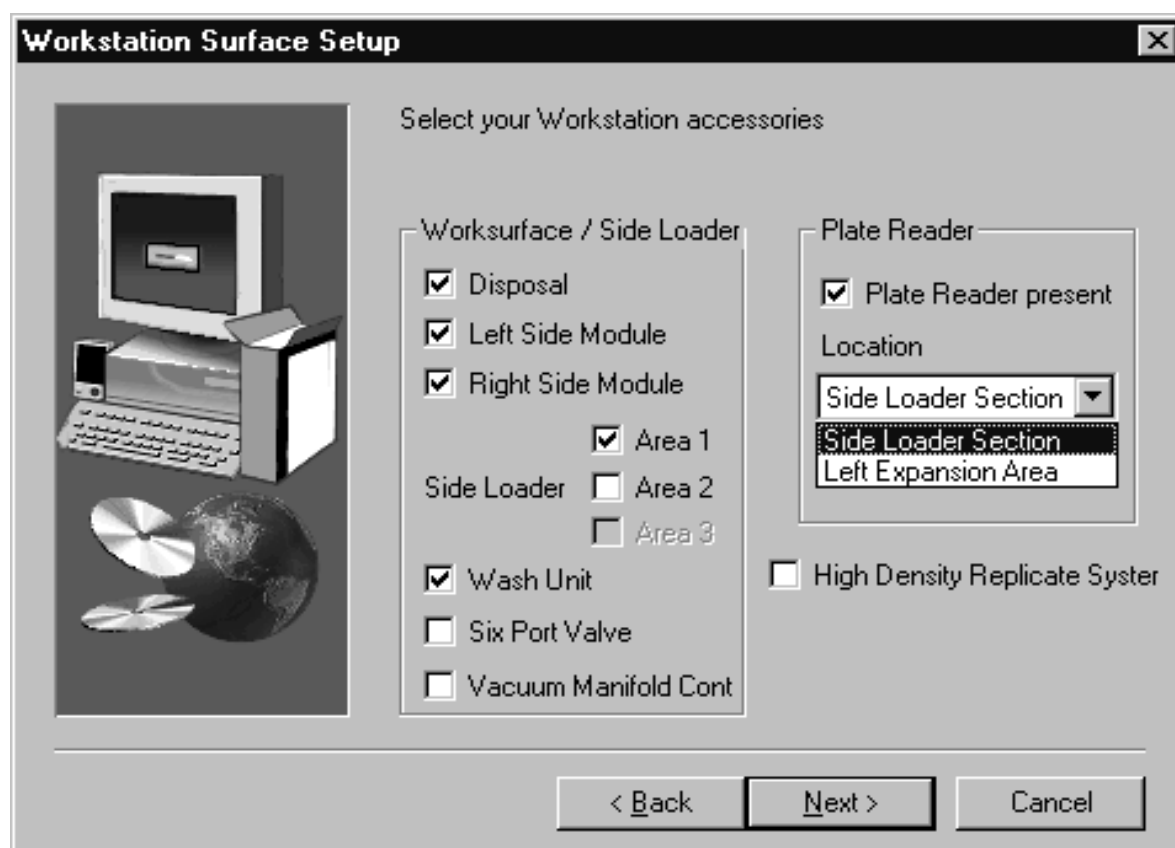 Workstation Surface Setup
Select your Workstation accessories
Worksurface / Side Loader
Disposal
Left Side Module
Right Side Module
Area 1
Side Loader
Area 2
Area 3
Wash Unit
Six Port Valve
Vacuum Manifold Cont
Plate Reader
Plate Reader present
Location
Side Loader Section
Side Loader Section
Left Expansion Area
High Density Replicate Syster
< Back
Next >
Cancel